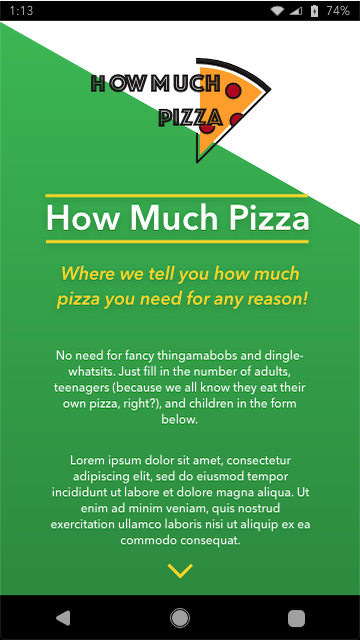 1:13
74%
HOW MUCH
PIZZA
How Much Pizza
Where we tell you how much
pizza you need for any reason!
No need for fancy thingamabobs and dingle-
whatsits. Just fill in the number of adults,
teenagers (because we all know they eat their
own pizza, right?), and children in the form
below.
Lorem ipsum dolor sit amet, consectetur
adipiscing elit, sed do eiusmod tempor
incididunt ut labore et dolore magna aliqua. Ut
enim ad minim veniam, quis nostrud
exercitation ullamco laboris nisi ut aliquip ex ea
commodo consequat.